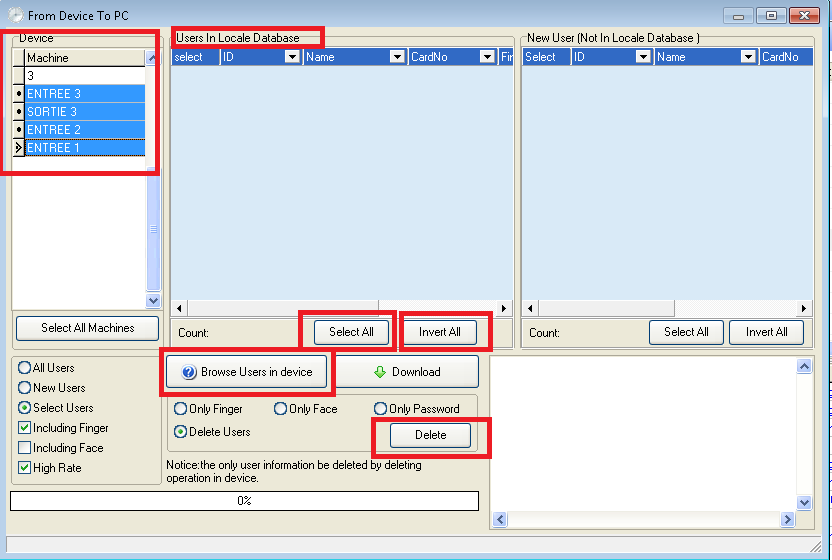 From Device To PC
Device
Machine
3
ENTREE 3
SORTIE 3
ENTREE 2
ENTREE 1
Select All Machines
Users In Locale Database
select ID Name CardNo Fir
Count: Select All Invert All
New User (Not In Locale Database )
Select ID Name CardNo
Count: Select All Invert All
All Users
New Users
Select Users
Including Finger
Including Face
High Rate
Browse Users in device Download
Only Finger Only Face Only Password
Delete Users Delete
Notice:the only user information be deleted by deleting
operation in device.
0%